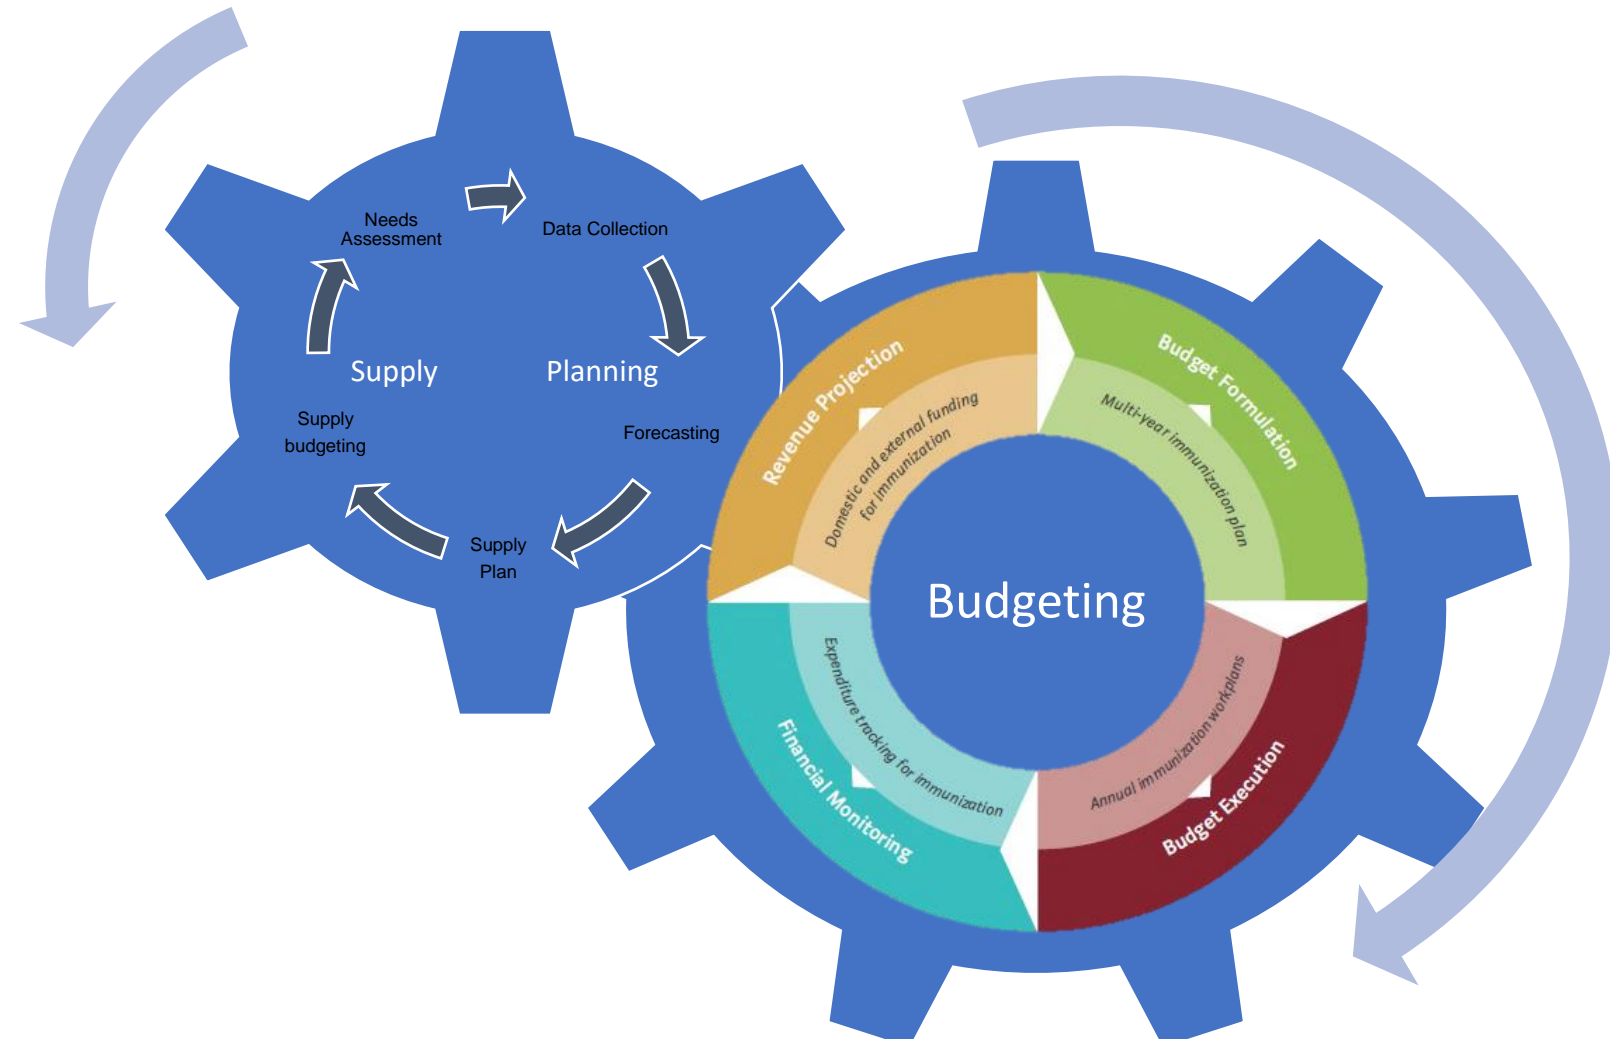 Needs
Assessment
Data Collection
Supply Planning
Supply
budgeting
Forecasting
Supply
Plan
Revenue Projection
Domestic and external funding
for immunization
Budget Formulation
Multi-year immunization plan
Budgeting
Expenditure tracking for immunization
Financial Monitoring
Annual immunization workplans
Budget Execution